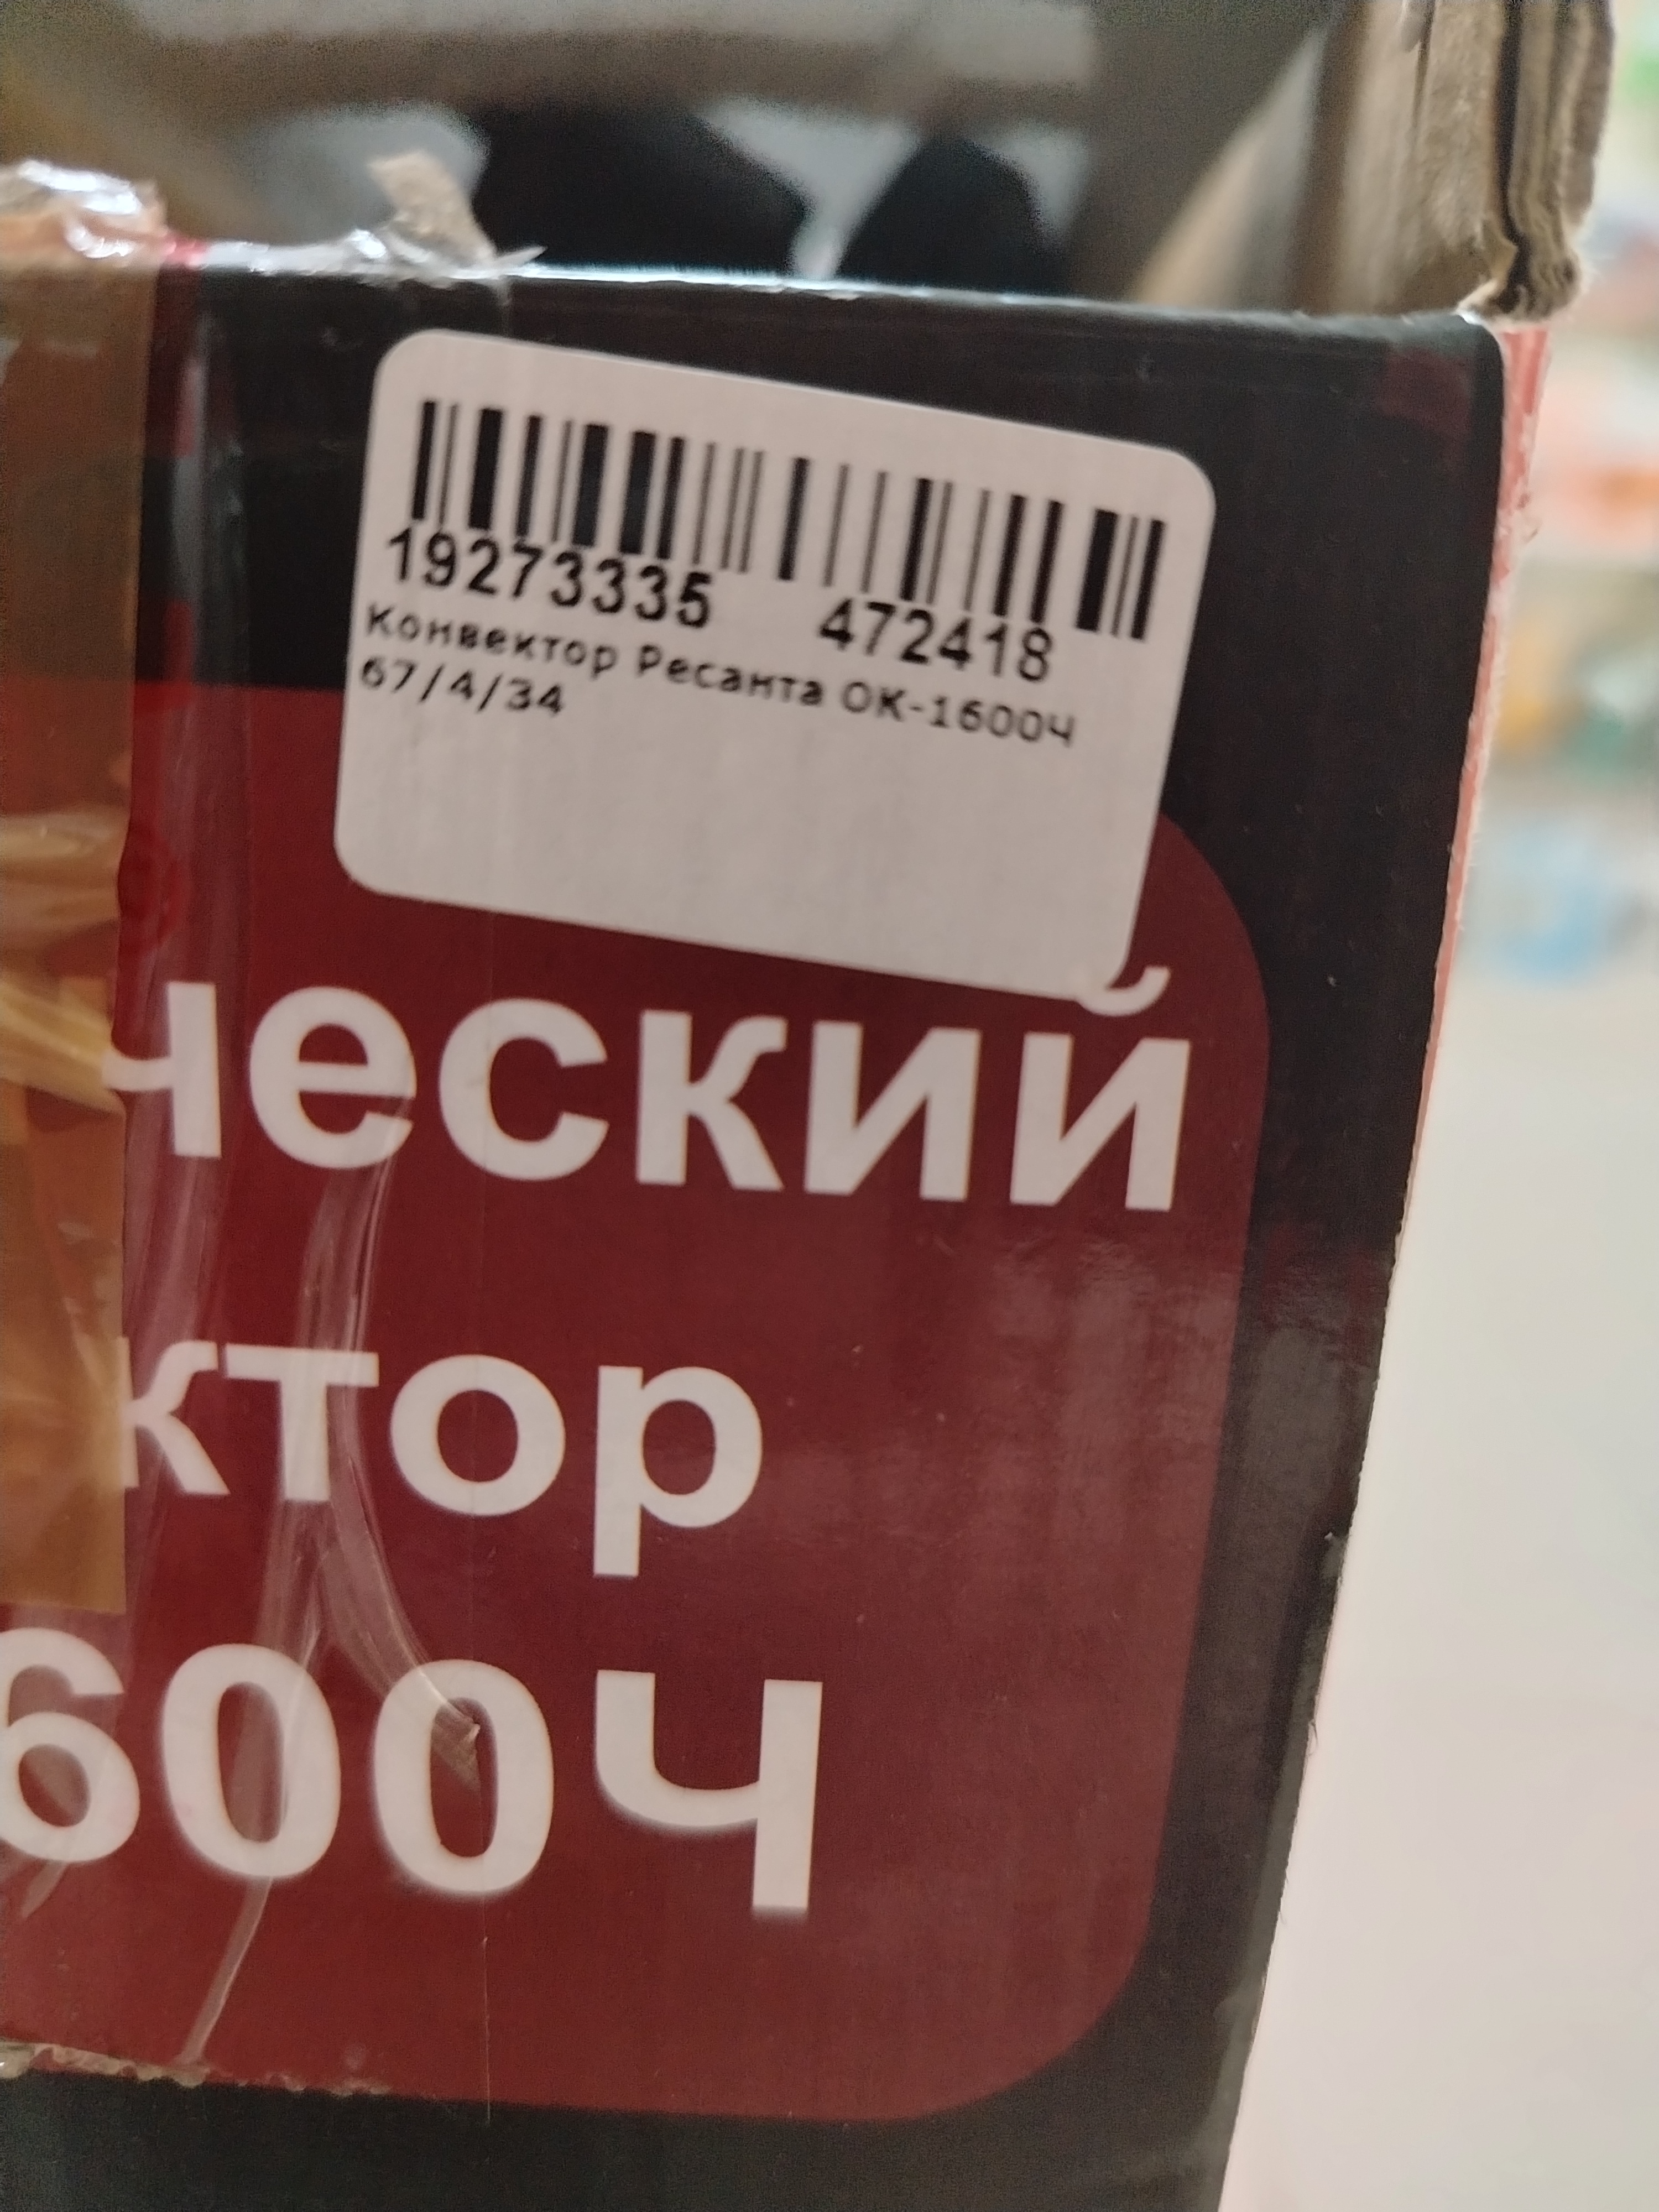 19273335 472418
Конвектор Ресанта ОК-1600Ч
67/4/34
ческий
ктор
600Ч